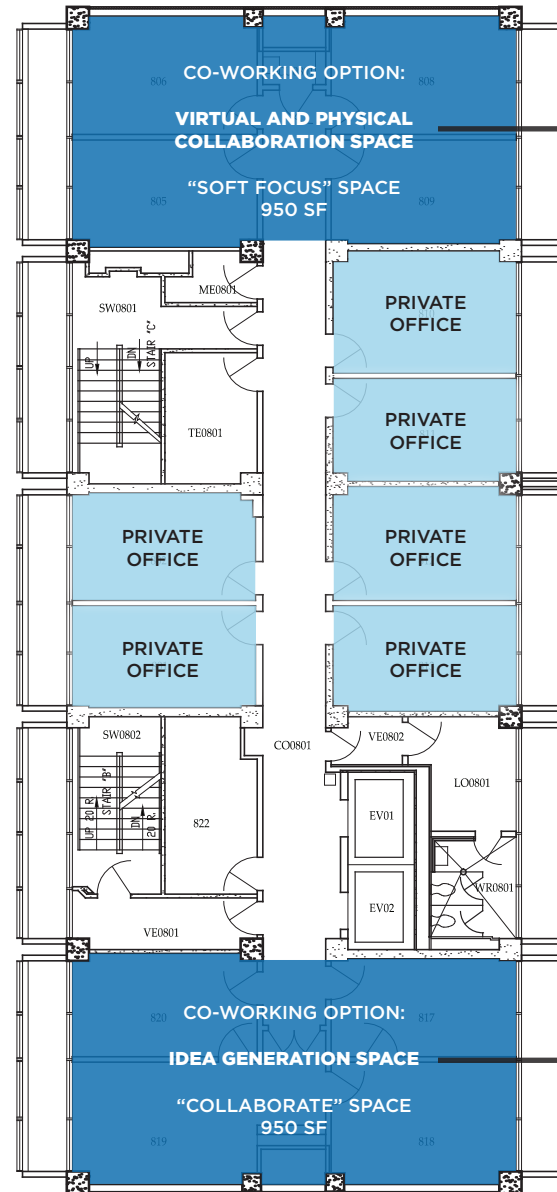 806
808
CO-WORKING OPTION:
VIRTUAL AND PHYSICAL
COLLABORATION SPACE
805
809
“SOFT FOCUS” SPACE
950 SF
ME0801
SW0801
UP
DN
STAIR "C"
TE0801
PRIVATE
OFFICE
PRIVATE
OFFICE
PRIVATE
OFFICE
PRIVATE
OFFICE
PRIVATE
OFFICE
PRIVATE
OFFICE
SW0802
UP 20 R.
STAIR "B"
DN
20 R.
822
CO0801
VE0802
LO0801
EV01
EV02
WR0801
VE0801
820
817
CO-WORKING OPTION:
IDEA GENERATION SPACE
“COLLABORATE” SPACE
950 SF
819
818